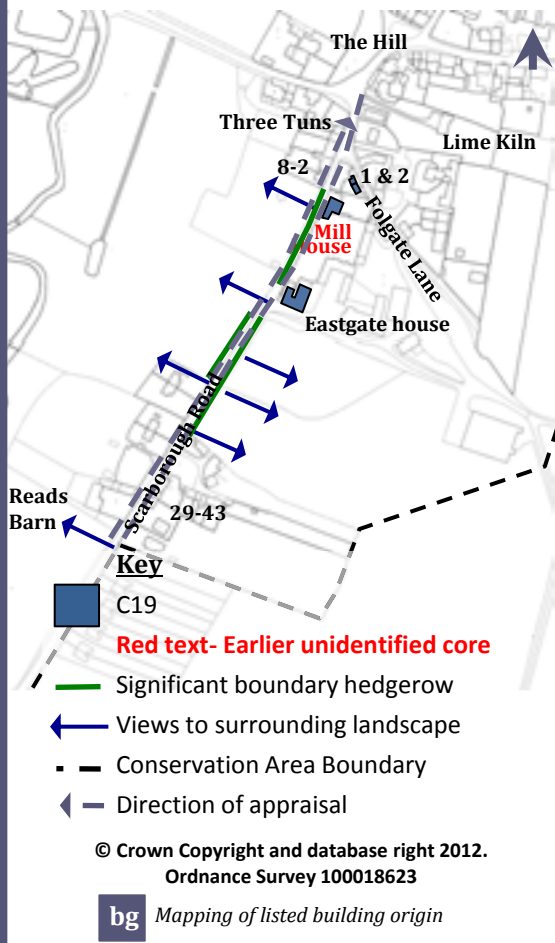 The Hill
Three Tuns
Lime Kiln
8-2
1 & 2
Folgate Lane
Mill
ouse
Eastgate house
Scarborough Road
Reads
Barn
29-43
Key
C19
Red text- Earlier unidentified core
Significant boundary hedgerow
Views to surrounding landscape
Conservation Area Boundary
Direction of appraisal
© Crown Copyright and database right 2012.
Ordnance Survey 100018623
bg Mapping of listed building origin